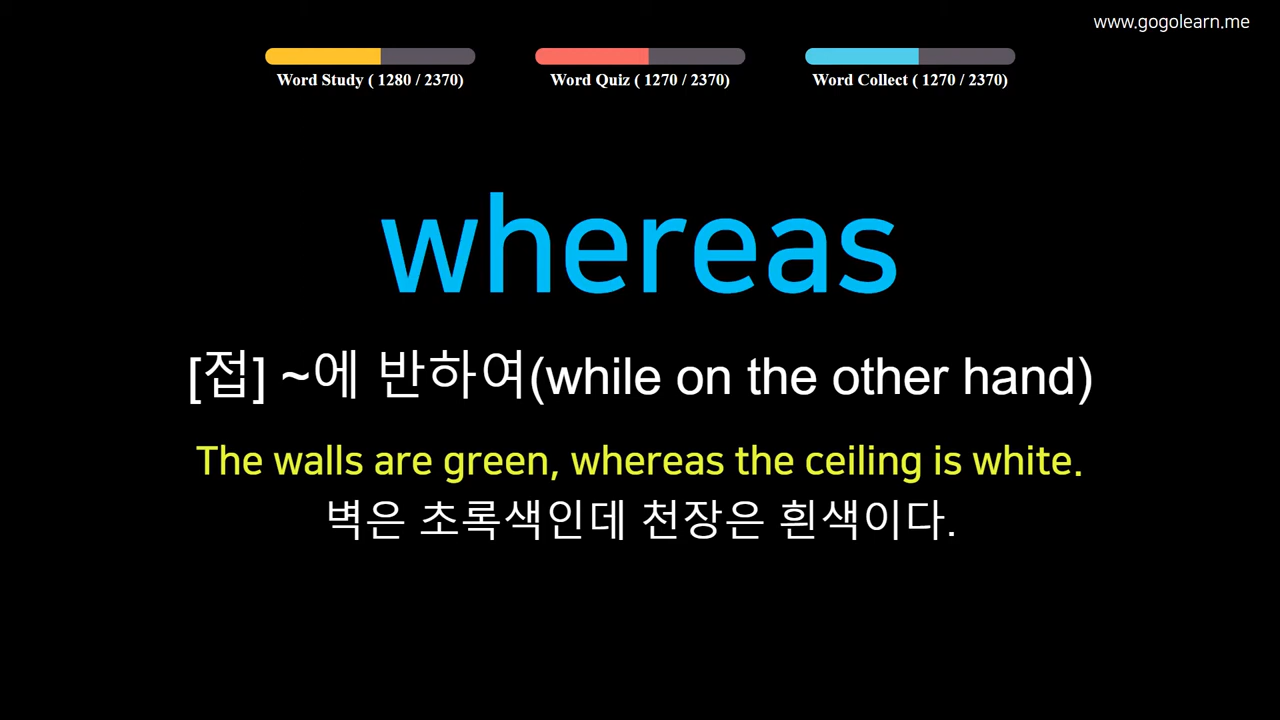 www.gogolearn.me
Word Study ( 1280 / 2370) Word Quiz ( 1270 / 2370) Word Collect ( 1270 / 2370)
whereas
[접] ~에 반하여(while on the other hand)
The walls are green, whereas the ceiling is white.
벽은 초록색인데 천장은 흰색이다.